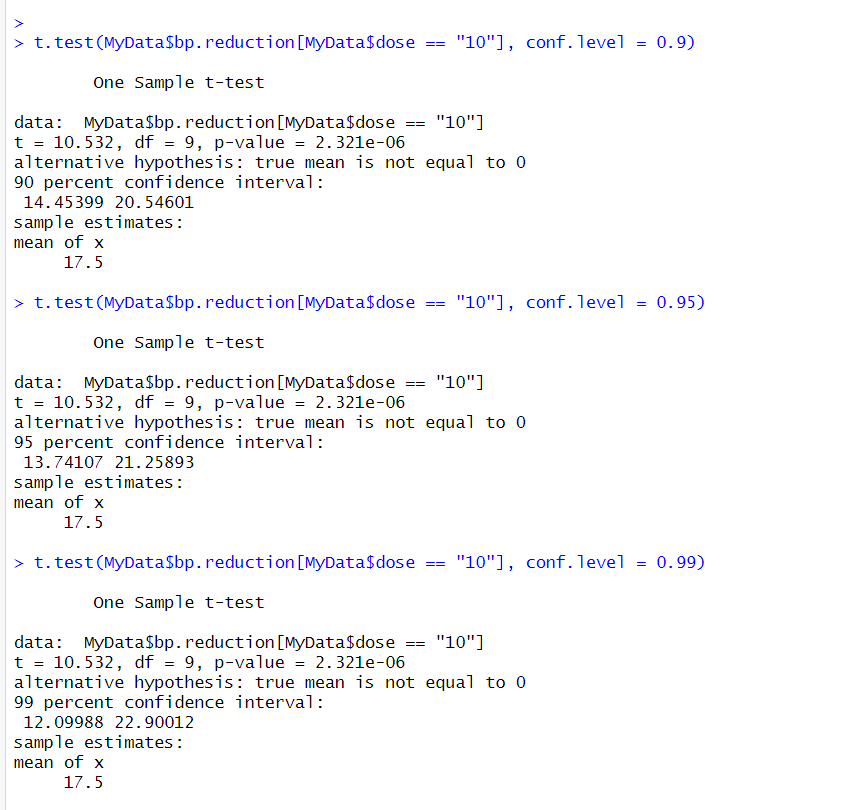 >
> t.test(MyData$bp.reduction[MyData$dose == "10"], conf.level = 0.9)
One Sample t-test
data:  MyData$bp.reduction[MyData$dose == "10"]
t = 10.532, df = 9, p-value = 2.321e-06
alternative hypothesis: true mean is not equal to 0
90 percent confidence interval:
14.45399 20.54601
sample estimates:
mean of x
17.5
> t.test(MyData$bp.reduction[MyData$dose == "10"], conf.level = 0.95)
One Sample t-test
data:  MyData$bp.reduction[MyData$dose == "10"]
t = 10.532, df = 9, p-value = 2.321e-06
alternative hypothesis: true mean is not equal to 0
95 percent confidence interval:
13.74107 21.25893
sample estimates:
mean of x
17.5
> t.test(MyData$bp.reduction[MyData$dose == "10"], conf.level = 0.99)
One Sample t-test
data:  MyData$bp.reduction[MyData$dose == "10"]
t = 10.532, df = 9, p-value = 2.321e-06
alternative hypothesis: true mean is not equal to 0
99 percent confidence interval:
12.09988 22.90012
sample estimates:
mean of x
17.5